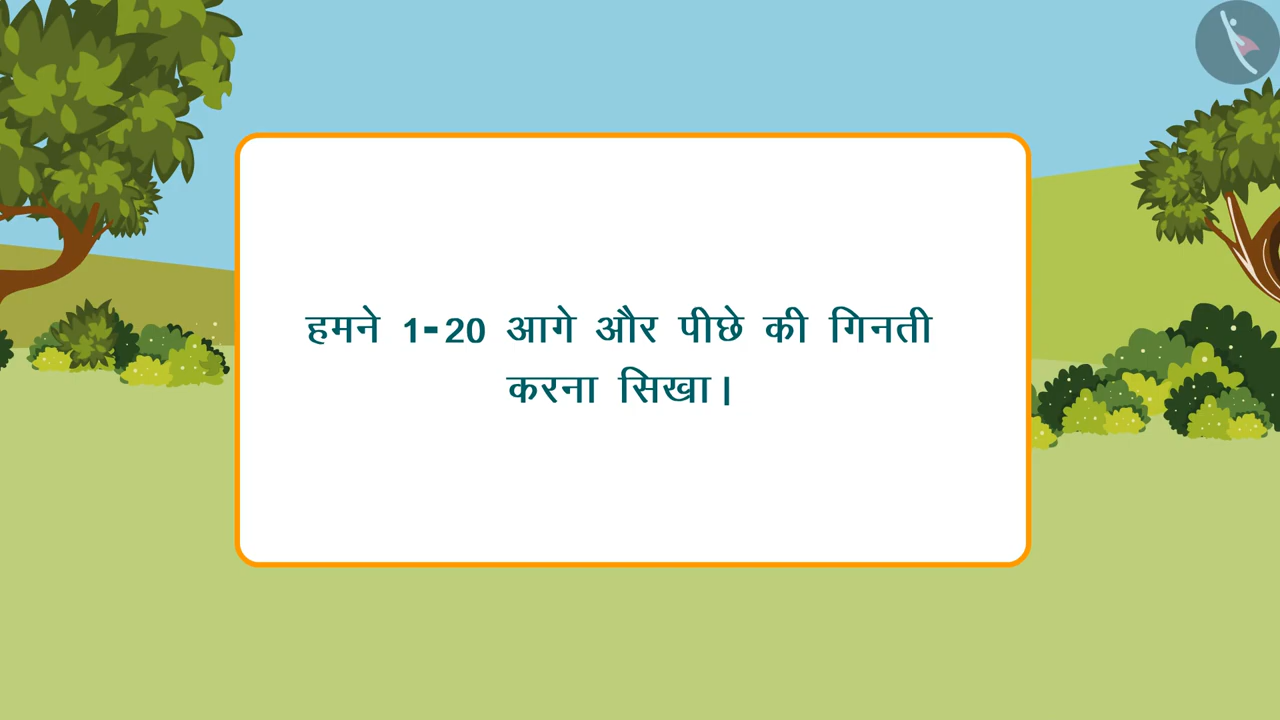 हमने 1-20 आगे और पीछे की गिनती
करना सिखा।